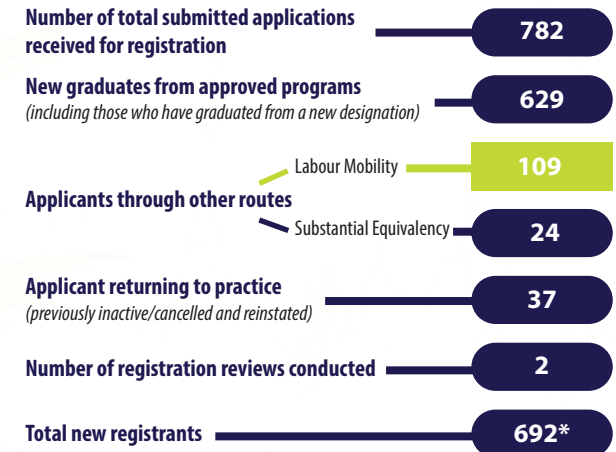 Number of total submitted applications
received for registration
782
New graduates from approved programs
(including those who have graduated from a new designation)
629
Labour Mobility
109
Applicants through other routes
Substantial Equivalency
24
Applicant returning to practice
(previously inactive/cancelled and reinstated)
37
Number of registration reviews conducted
2
Total new registrants
692*